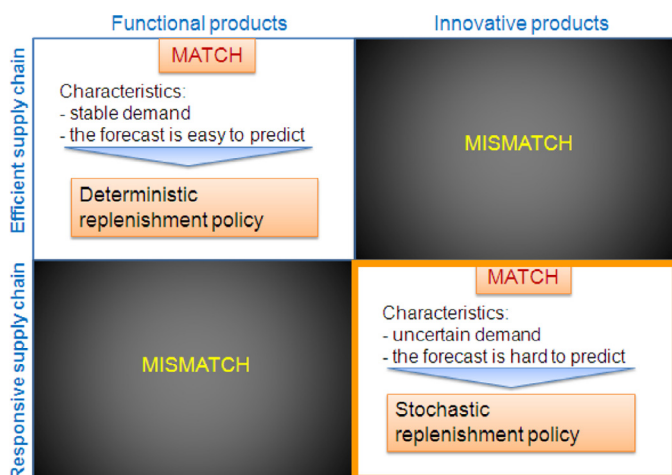 Functional products
Innovative products
Efficient supply chain
MATCH
Characteristics:
- stable demand
- the forecast is easy to predict
Deterministic
replenishment policy
MISMATCH
Responsive supply chain
MISMATCH
MATCH
Characteristics:
- uncertain demand
- the forecast is hard to predict
Stochastic
replenishment policy